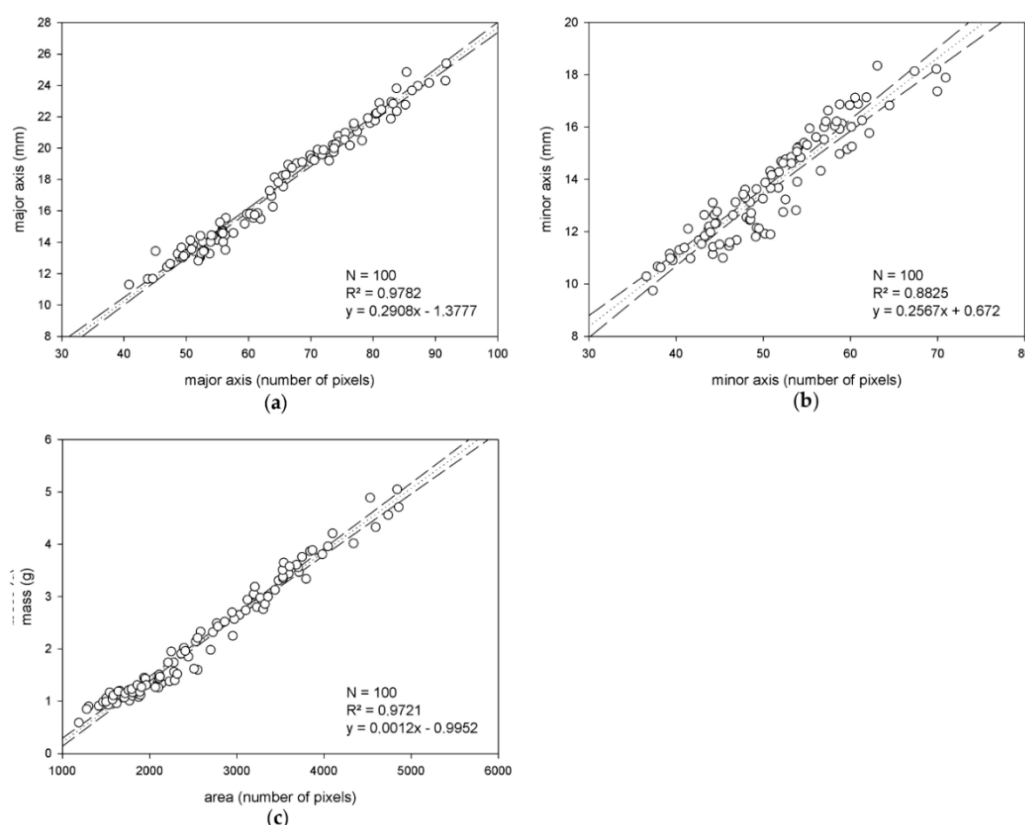 28
26
24
22
20
18
16
14
12
10
8
major axis (mm)
30 40 50 60 70 80 90 100
major axis (number of pixels)
N = 100
R² = 0.9782
y = 0.2908x - 1.3777
(a)
20
18
16
14
12
10
8
minor axis (mm)
30 40 50 60 70 80
minor axis (number of pixels)
N = 100
R² = 0.8825
y = 0.2567x + 0.672
(b)
6
5
4
3
2
1
0
mass (g)
1000 2000 3000 4000 5000 6000
area (number of pixels)
N = 100
R² = 0.9721
y = 0.0012x - 0.9952
(c)